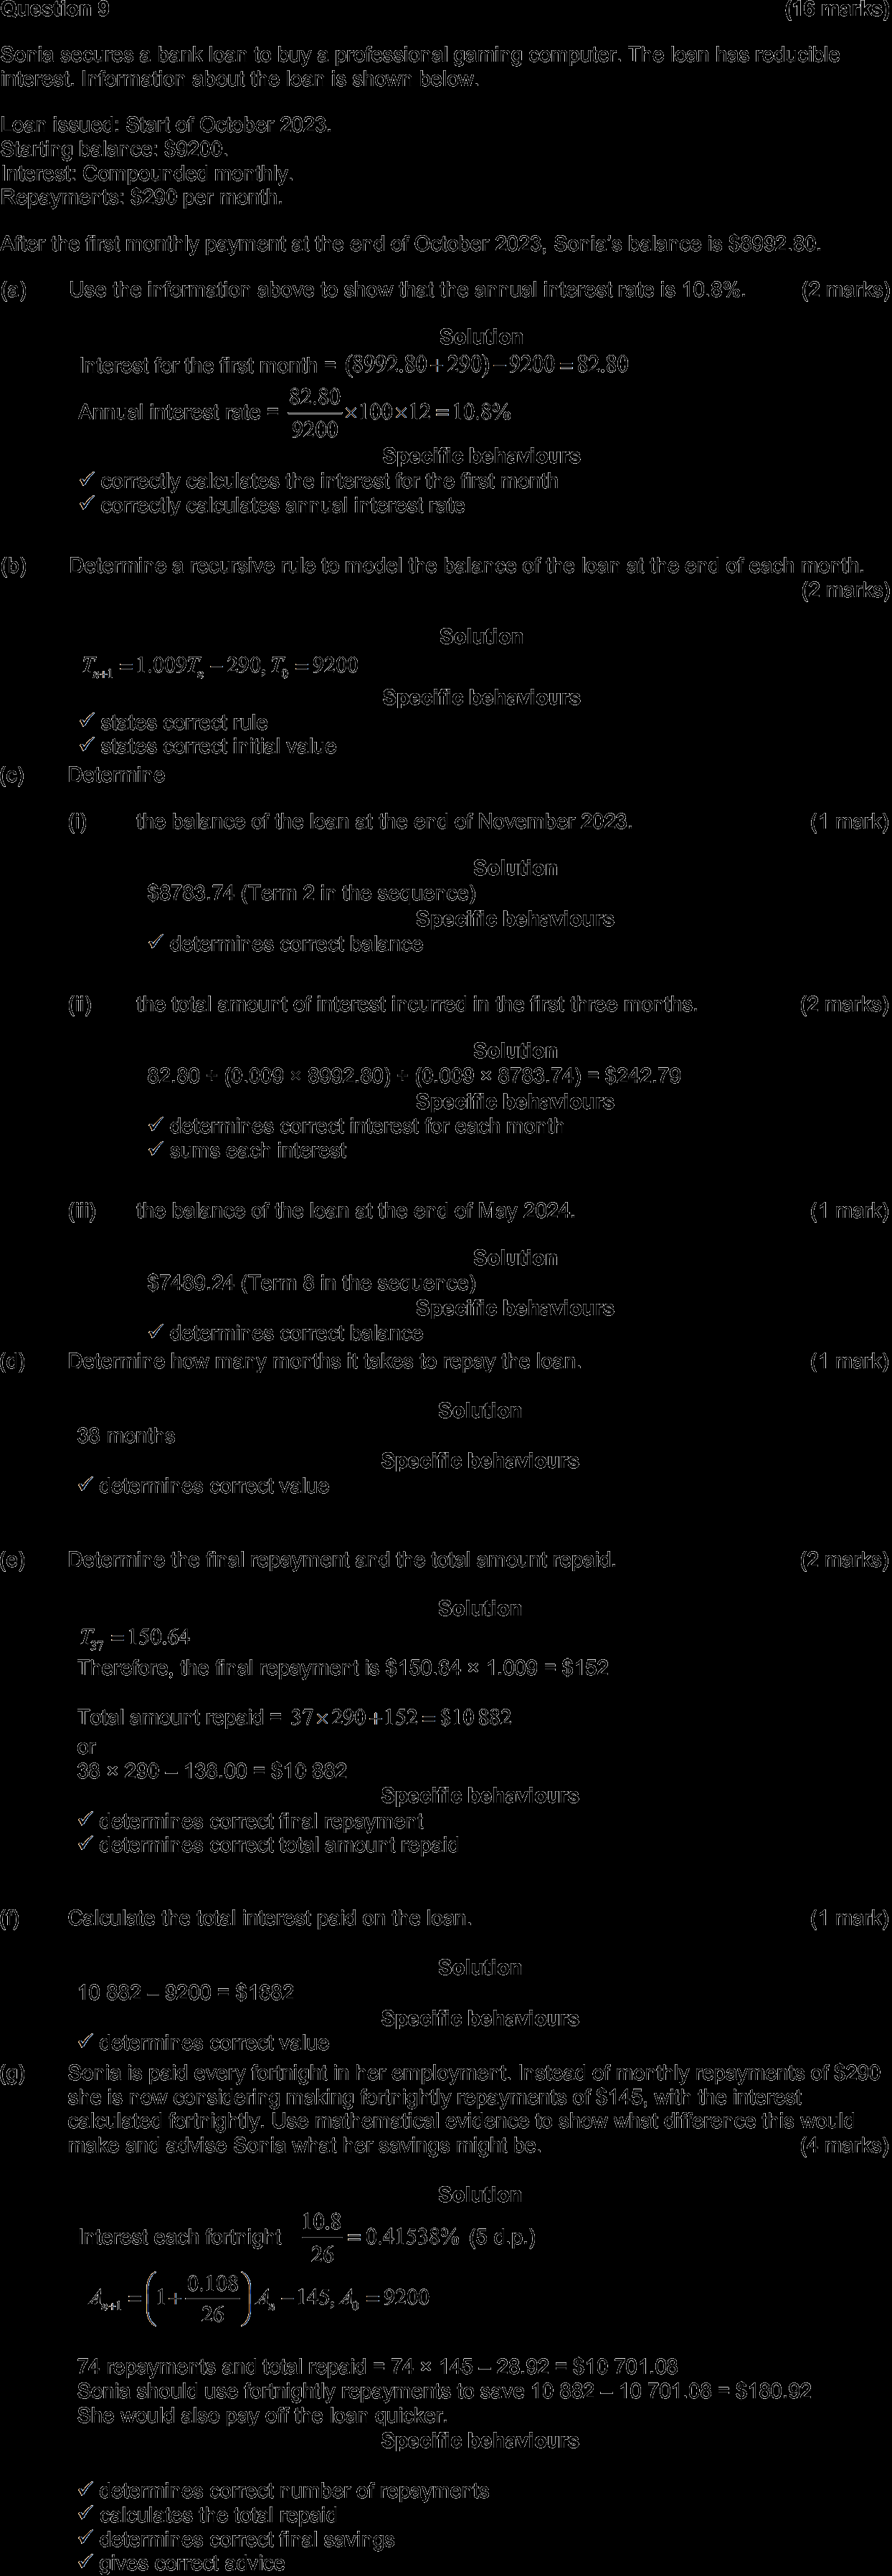 Question 9 (16 marks)
Sonia secures a bank loan to buy a professional gaming computer. The loan has reducible
interest. Information about the loan is shown below.
Loan issued: Start of October 2023.
Starting balance: $9200.
Interest: Compounded monthly.
Repayments: $290 per month.
After the first monthly payment at the end of October 2023, Sonia's balance is $8992.80.
(a) Use the information above to show that the annual interest rate is 10.8%. (2 marks)
Solution
Interest for the first month = (8992.80+290)−9200=82.80
Annual interest rate = 82.80/9200 ×100×12=10.8%
Specific behaviours
✓ correctly calculates the interest for the first month
✓ correctly calculates annual interest rate
(b) Determine a recursive rule to model the balance of the loan at the end of each month.
(2 marks)
Solution
Tₙ₊₁ =1.009Tₙ −290, T₀ =9200
Specific behaviours
✓ states correct rule
✓ states correct initial value
(c) Determine
(i) the balance of the loan at the end of November 2023. (1 mark)
Solution
$8783.74 (Term 2 in the sequence)
Specific behaviours
✓ determines correct balance
(ii) the total amount of interest incurred in the first three months. (2 marks)
Solution
82.80 + (0.009 × 8992.80) + (0.009 × 8783.74) = $242.79
Specific behaviours
✓ determines correct interest for each month
✓ sums each interest
(iii) the balance of the loan at the end of May 2024. (1 mark)
Solution
$7489.24 (Term 8 in the sequence)
Specific behaviours
✓ determines correct balance
(d) Determine how many months it takes to repay the loan. (1 mark)
Solution
38 months
Specific behaviours
✓ determines correct value
(e) Determine the final repayment and the total amount repaid. (2 marks)
Solution
T₃₇ =150.64
Therefore, the final repayment is $150.64 × 1.009 = $152
Total amount repaid = 37×290+152=$10 882
or
38 × 290 – 138.00 = $10 882
Specific behaviours
✓ determines correct final repayment
✓ determines correct total amount repaid
(f) Calculate the total interest paid on the loan. (1 mark)
Solution
10 882 – 9200 = $1682
Specific behaviours
✓ determines correct value
(g) Sonia is paid every fortnight in her employment. Instead of monthly repayments of $290
she is now considering making fortnightly repayments of $145, with the interest
calculated fortnightly. Use mathematical evidence to show what difference this would
make and advise Sonia what her savings might be. (4 marks)
Solution
Interest each fortnight 10.8/26 =0.41538% (5 d.p.)
Aₙ₊₁ =(1+0.108/26)Aₙ −145, A₀ =9200
74 repayments and total repaid = 74 × 145 – 28.92 = $10 701.08
Sonia should use fortnightly repayments to save 10 882 – 10 701.08 = $180.92
She would also pay off the loan quicker.
Specific behaviours
✓ determines correct number of repayments
✓ calculates the total repaid
✓ determines correct final savings
✓ gives correct advice